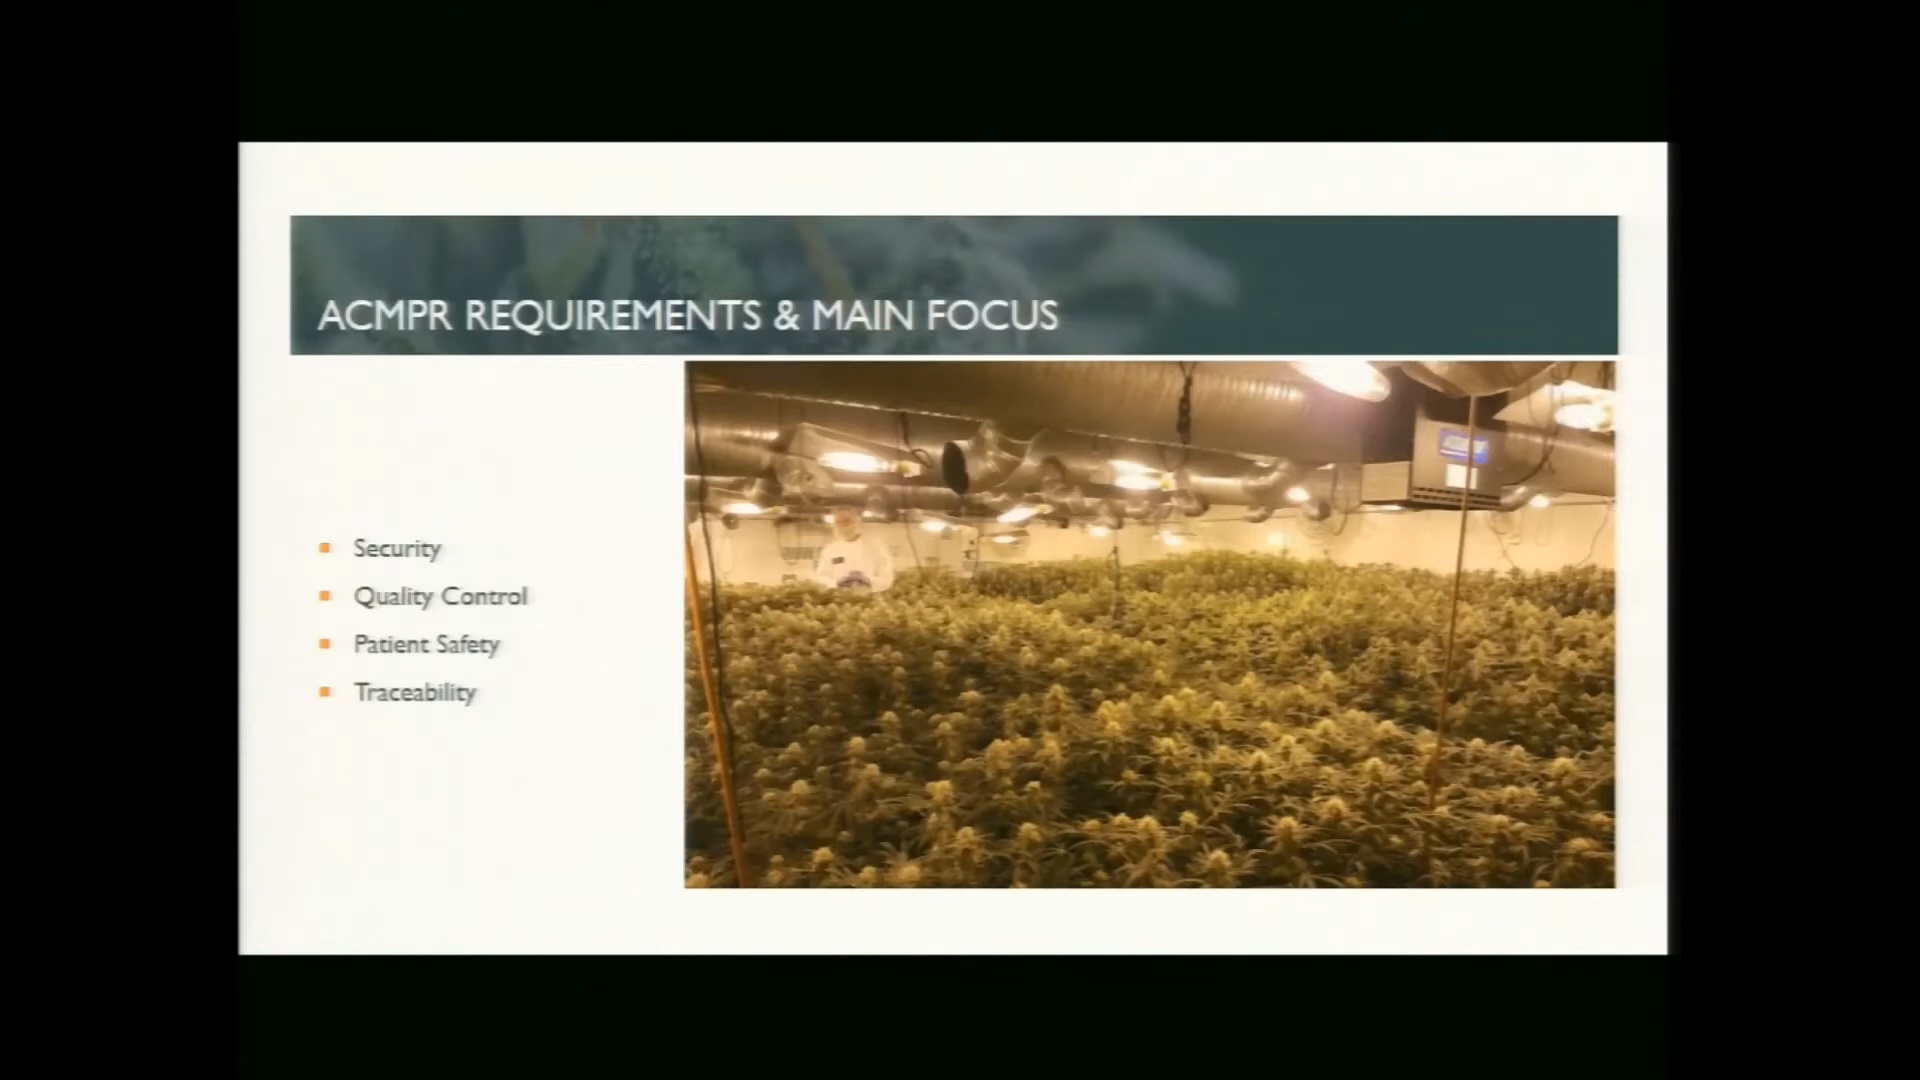 ACMPR REQUIREMENTS & MAIN FOCUS
Security
Quality Control
Patient Safety
Traceability